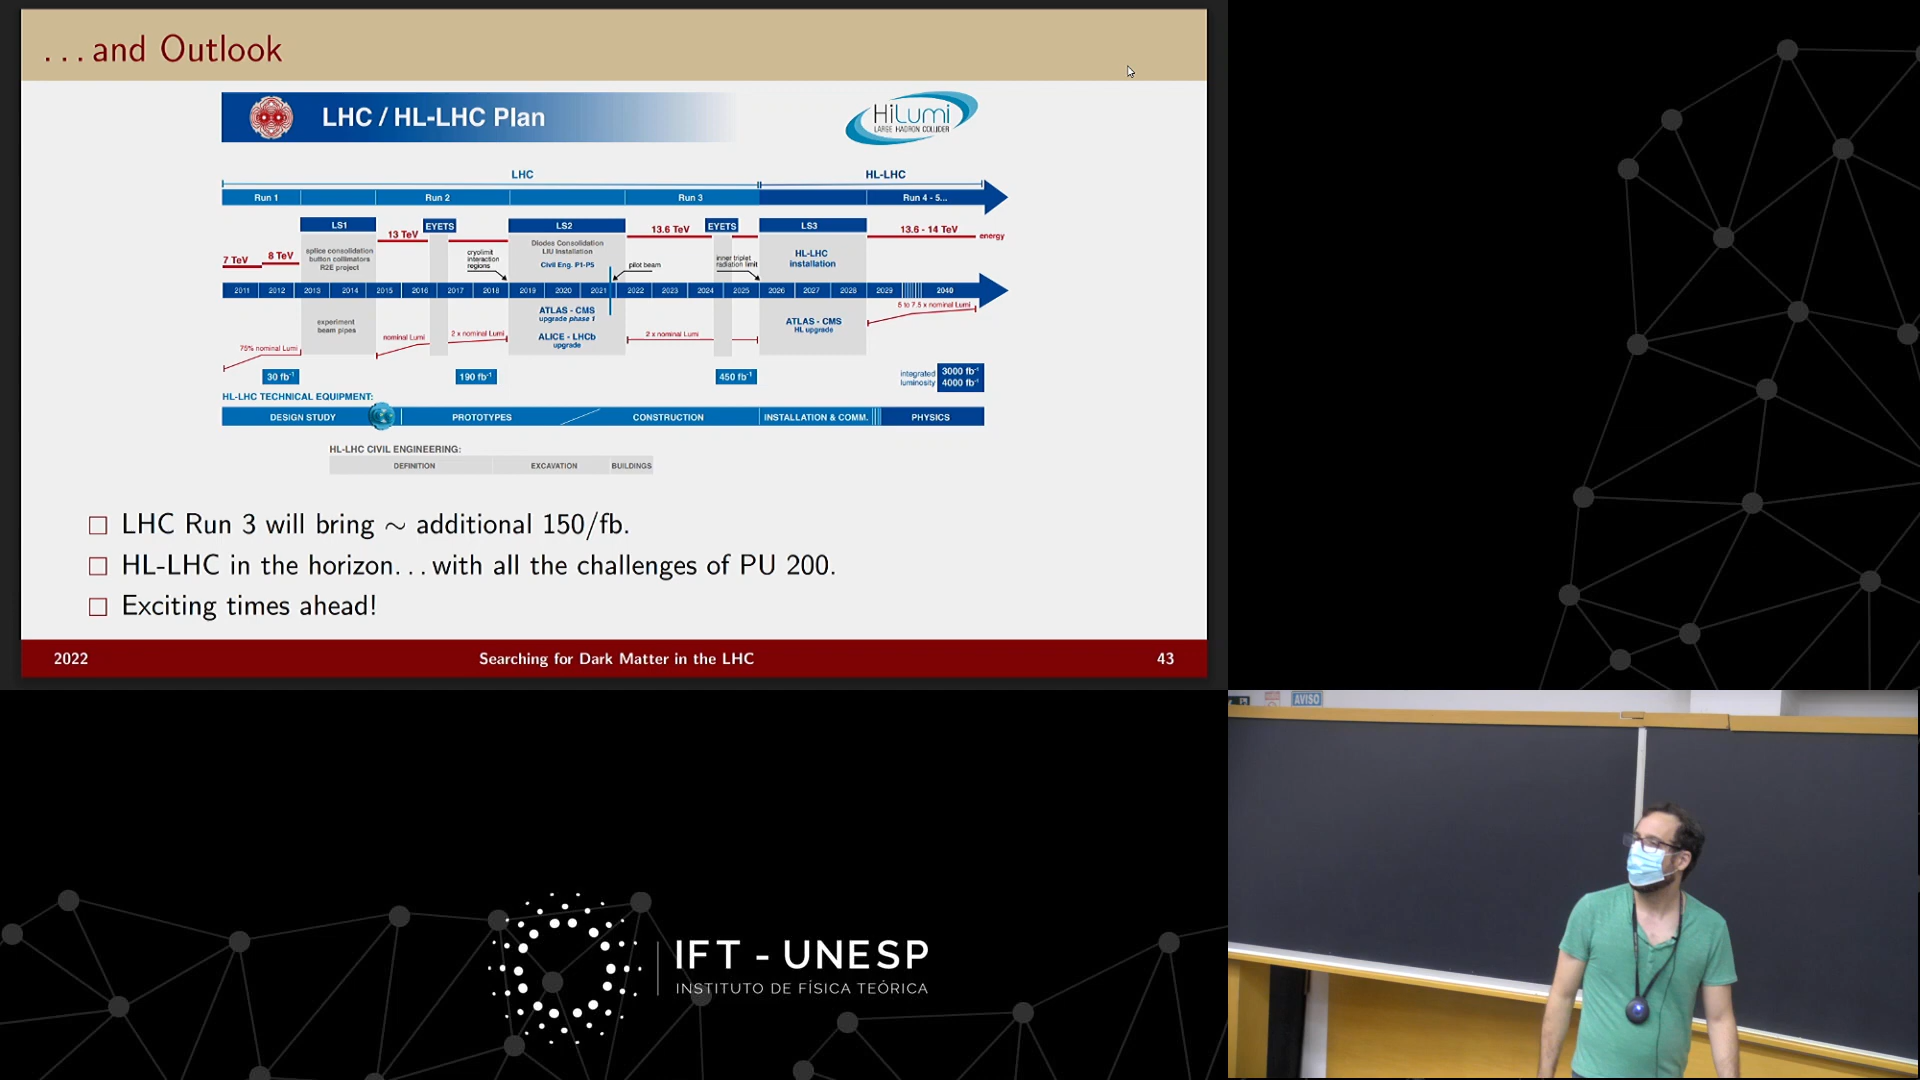 . . . and Outlook
LHC / HL-LHC Plan
HiLumi
LARGE HADRON COLLIDER
LHC
HL-LHC
Run 1
Run 2
Run 3
Run 4 - 5...
LS1
EYETS
LS2
EYETS
LS3
7 TeV
8 TeV
13 TeV
13.6 TeV
13.6 - 14 TeV
energy
splice consolidation
button collimators
R2E project
cryolimit
interaction
regions
Diodes Consolidation
LIU Installation
Civil Eng. P1-P5
pilot beam
inner triplet
radiation limit
HL-LHC
installation
2011 2012 2013 2014 2015 2016 2017 2018 2019 2020 2021 2022 2023 2024 2025 2026 2027 2028 2029 2040
5 to 7.5 x nominal Lumi
experiment
beam pipes
ATLAS - CMS
upgrade phase 1
ALICE - LHCb
upgrade
ATLAS - CMS
HL upgrade
75% nominal Lumi
nominal Lumi
2 x nominal Lumi
2 x nominal Lumi
30 fb⁻¹
190 fb⁻¹
450 fb⁻¹
integrated
luminosity
3000 fb⁻¹
4000 fb⁻¹
HL-LHC TECHNICAL EQUIPMENT:
DESIGN STUDY
PROTOTYPES
CONSTRUCTION
INSTALLATION & COMM.
PHYSICS
HL-LHC CIVIL ENGINEERING:
DEFINITION
EXCAVATION
BUILDINGS
LHC Run 3 will bring ∼ additional 150/fb.
HL-LHC in the horizon. . . with all the challenges of PU 200.
Exciting times ahead!
2022
Searching for Dark Matter in the LHC
43
AVISO
IFT - UNESP
INSTITUTO DE FÍSICA TEÓRICA